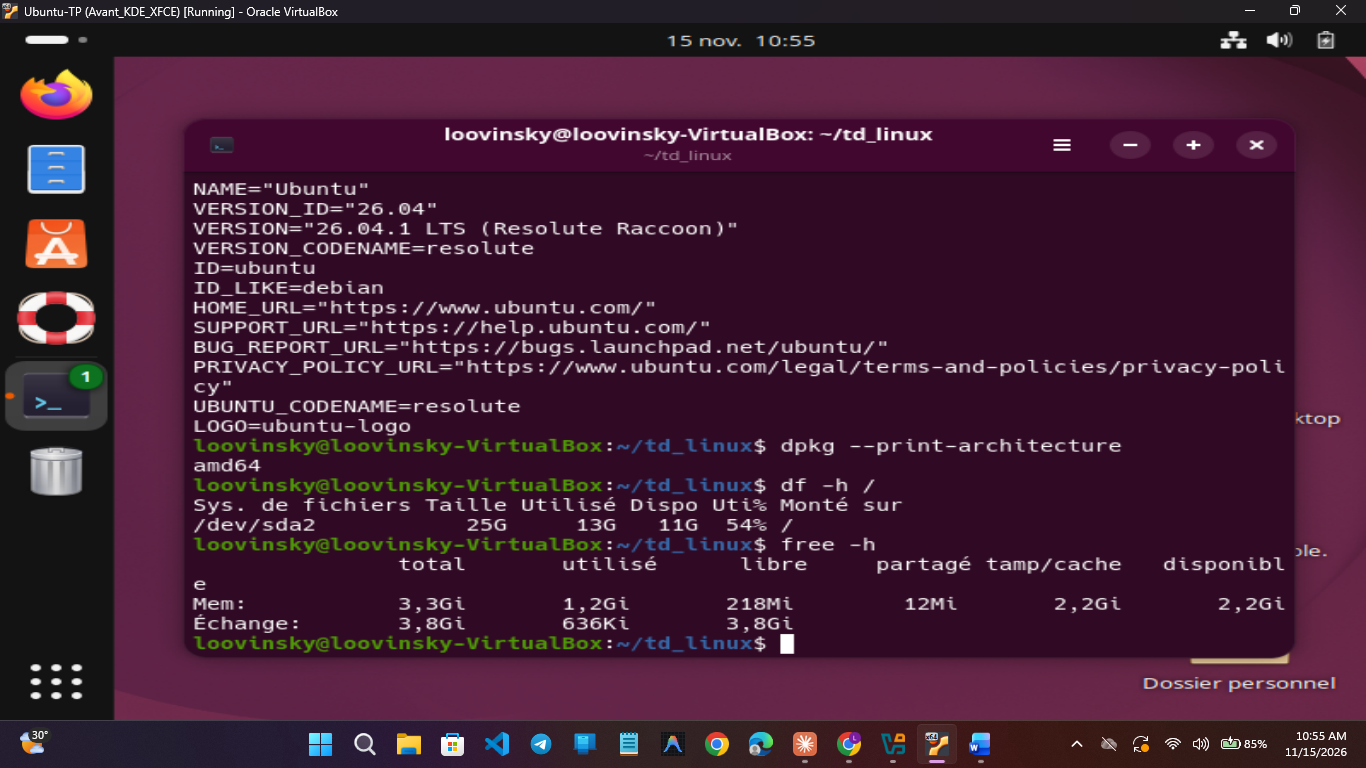 Ubuntu-TP (Avant_KDE_XFCE) [Running] - Oracle VirtualBox
15 nov. 10:55
loovinsky@loovinsky-VirtualBox: ~/td_linux
~/td_linux
NAME="Ubuntu"
VERSION_ID="26.04"
VERSION="26.04.1 LTS (Resolute Raccoon)"
VERSION_CODENAME=resolute
ID=ubuntu
ID_LIKE=debian
HOME_URL="https://www.ubuntu.com/"
SUPPORT_URL="https://help.ubuntu.com/"
BUG_REPORT_URL="https://bugs.launchpad.net/ubuntu/"
PRIVACY_POLICY_URL="https://www.ubuntu.com/legal/terms-and-policies/privacy-poli
cy"
UBUNTU_CODENAME=resolute
LOGO=ubuntu-logo
loovinsky@loovinsky-VirtualBox:~/td_linux$ dpkg --print-architecture
amd64
loovinsky@loovinsky-VirtualBox:~/td_linux$ df -h /
Sys. de fichiers Taille Utilisé Dispo Uti% Monté sur
/dev/sda2 25G 13G 11G 54% /
loovinsky@loovinsky-VirtualBox:~/td_linux$ free -h
total utilisé libre partagé tamp/cache disponibl
e
Mem: 3,3Gi 1,2Gi 218Mi 12Mi 2,2Gi 2,2Gi
Échange: 3,8Gi 636Ki 3,8Gi
loovinsky@loovinsky-VirtualBox:~/td_linux$
1
ktop
ble.
Dossier personnel
30°
85%
10:55 AM
11/15/2026